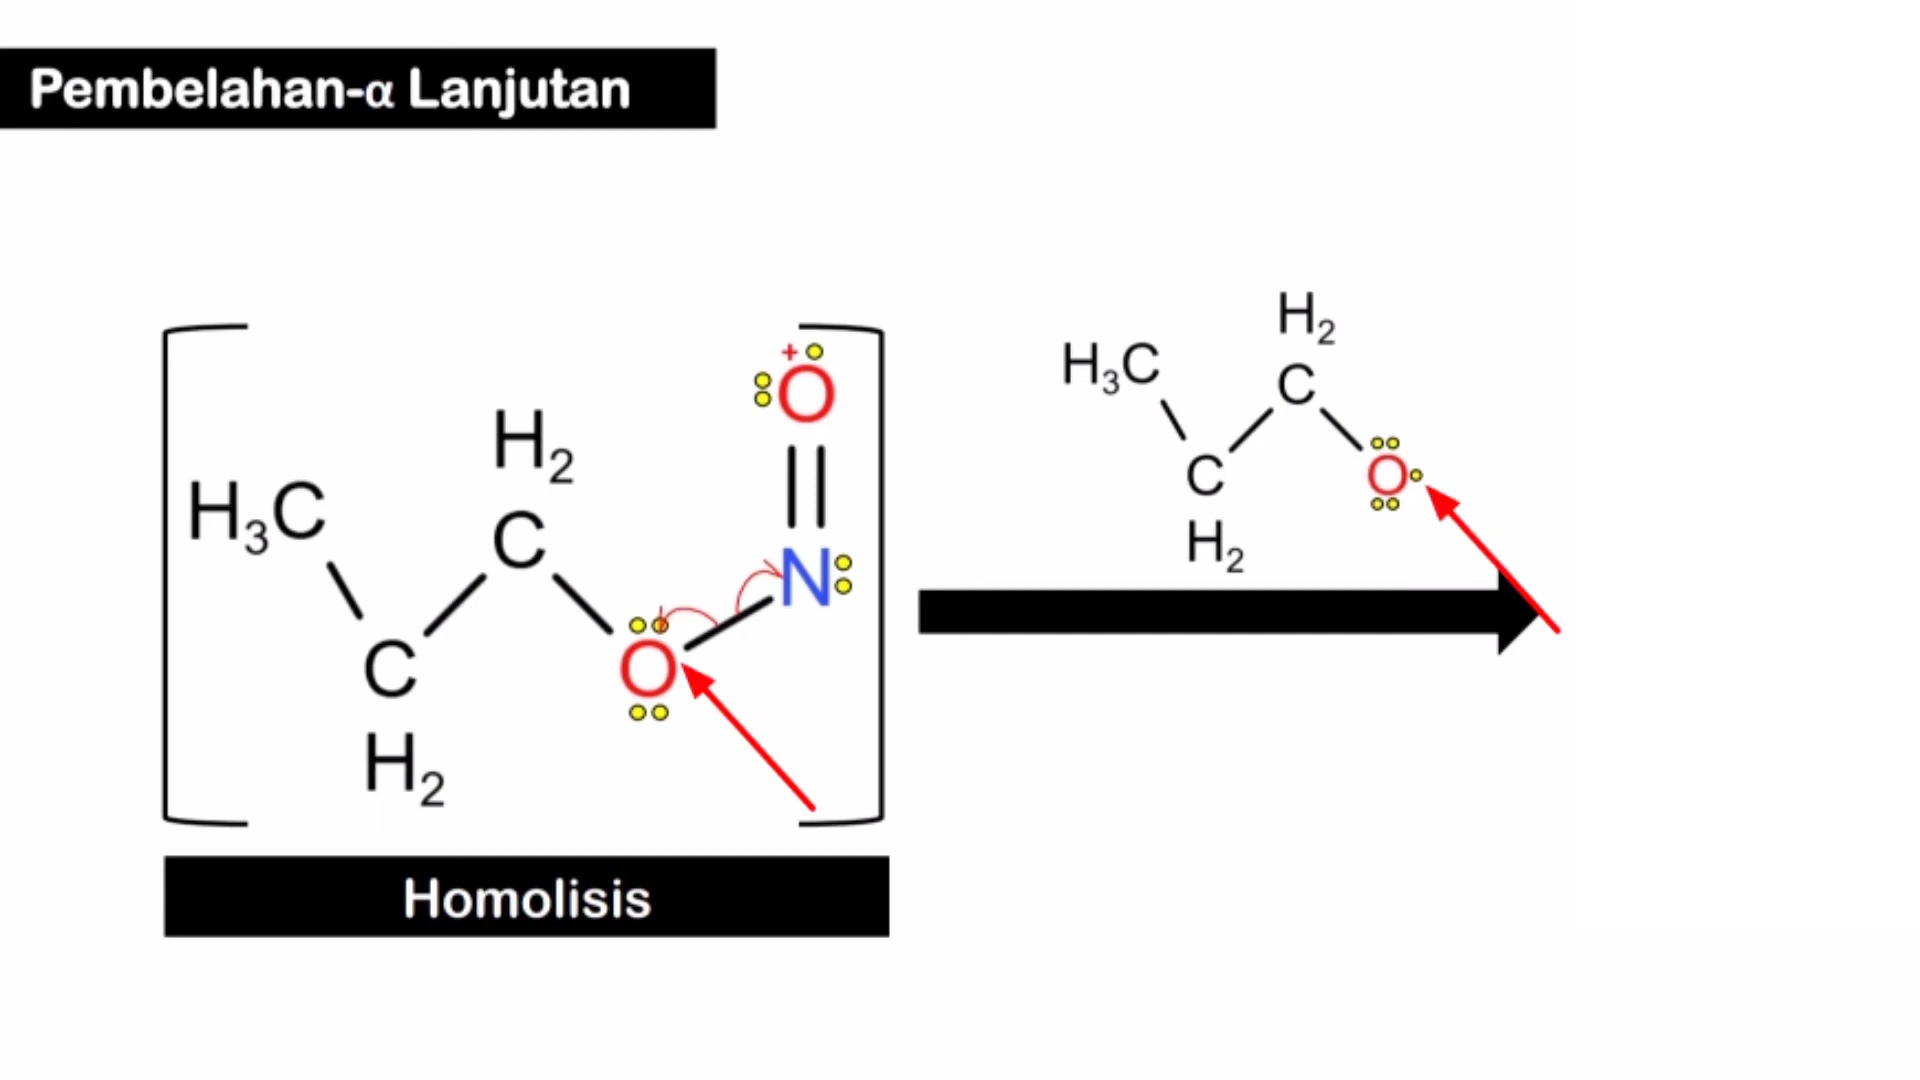 Pembelahan-α Lanjutan
H₂
H₃C
C
O
C
H₂
+
O
H₂
H₃C
C
N
C
O
H₂
Homolisis